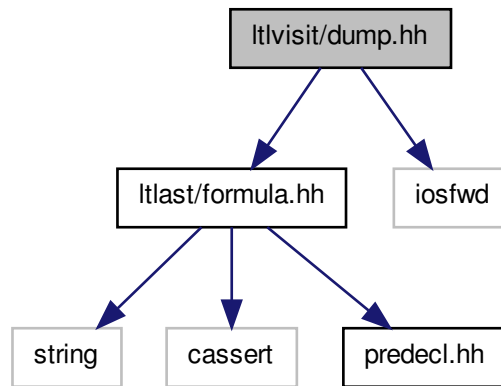 ltlvisit/dump.hh
ltlast/formula.hh
iosfwd
string
cassert
predecl.hh